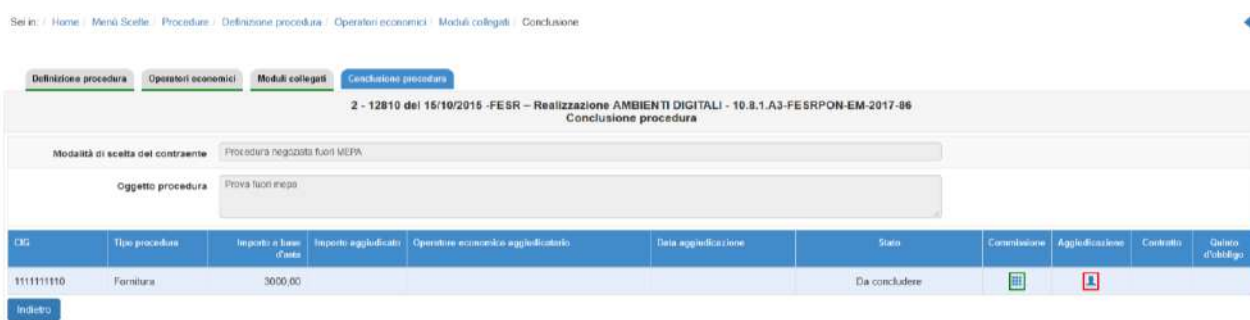 Sei in: / Home / Menù Scelte / Procedure / Definizione procedura / Operatori economici / Moduli collegati / Conclusione
Definizione procedura Operatori economici Moduli collegati Conclusione procedura
2 - 12810 del 15/10/2015 -FESR – Realizzazione AMBIENTI DIGITALI - 10.8.1.A3-FESRPON-EM-2017-86
Conclusione procedura
Modalità di scelta del contraente Procedura negoziata fuori MEPA
Oggetto procedura Prova fuori mepa
CIG Tipo procedura Importo a base d'asta Importo aggiudicato Operatore economico aggiudicatario Data aggiudicazione Stato Commissione Aggiudicazione Contratto Quinto d'obbligo
1111111110 Fornitura 3000,00 Da concludere
Indietro